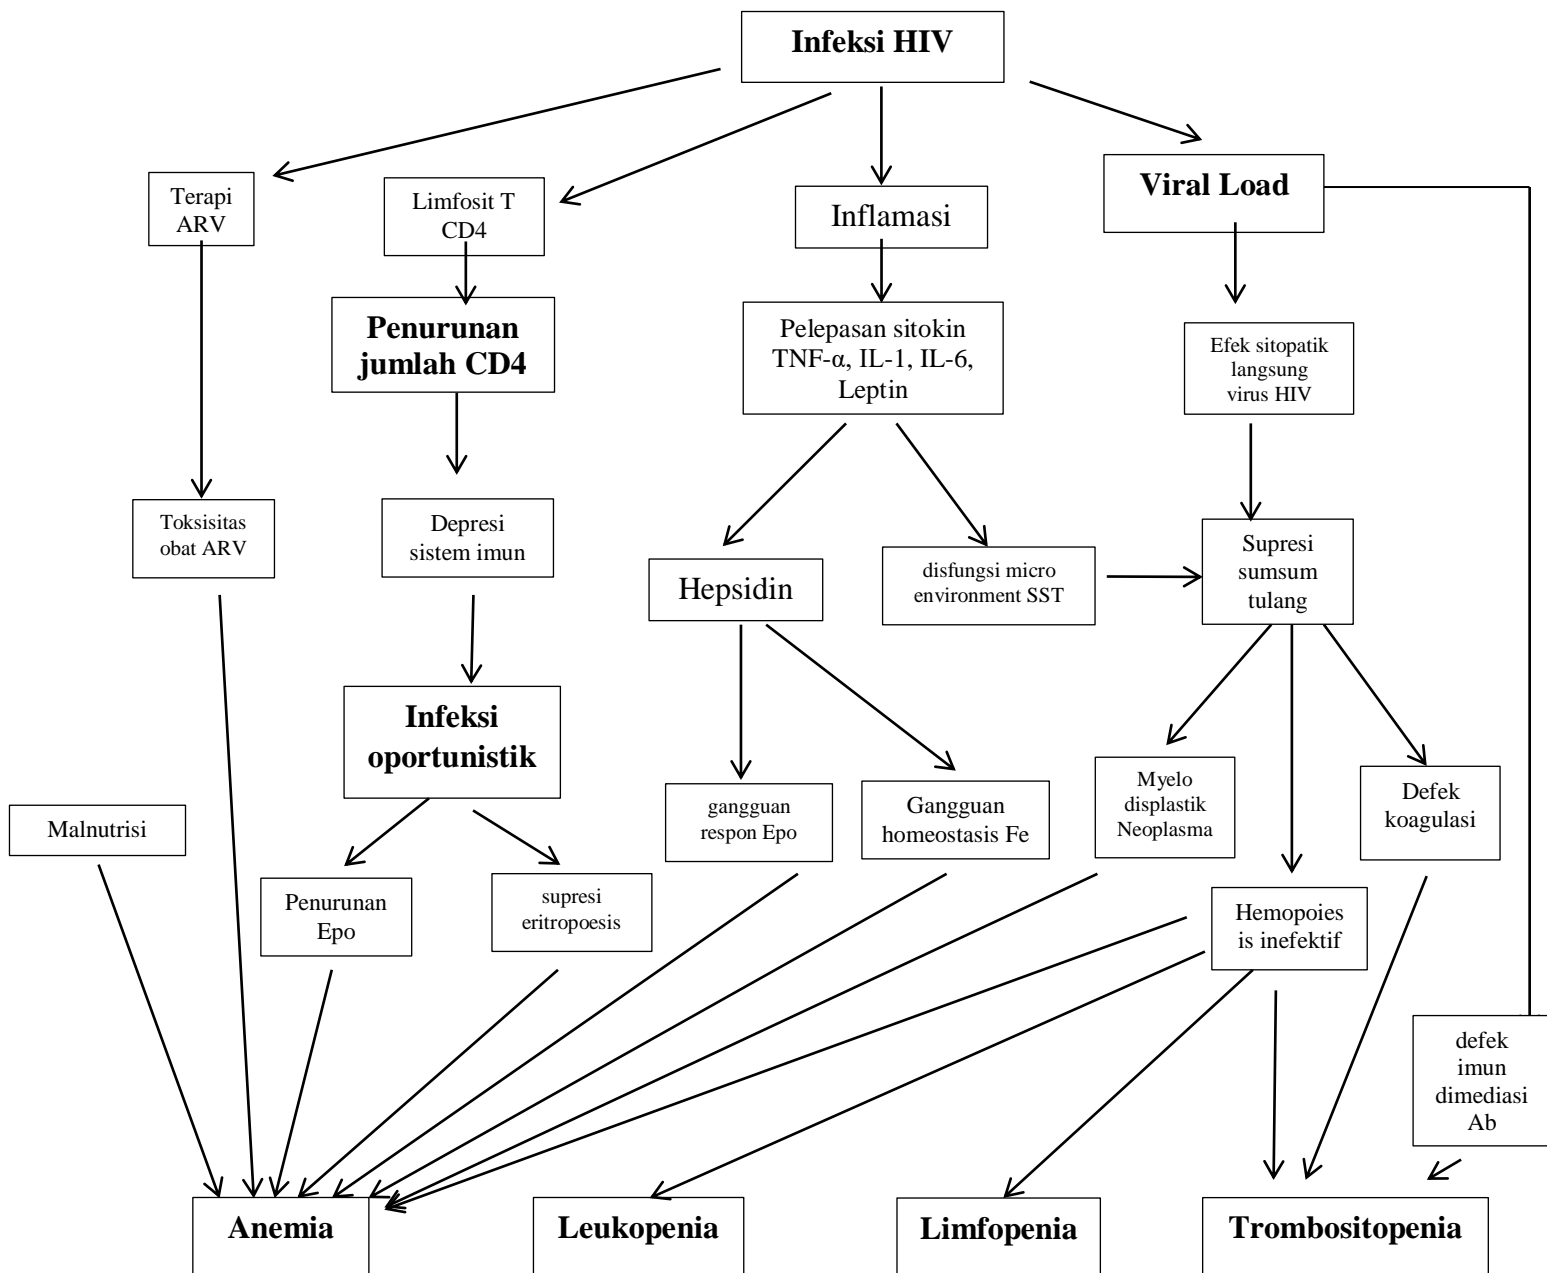 Infeksi HIV
Terapi
ARV
Limfosit T
CD4
Inflamasi
Viral Load
Penurunan
jumlah CD4
Pelepasan sitokin
TNF-α, IL-1, IL-6,
Leptin
Efek sitopatik
langsung
virus HIV
Toksisitas
obat ARV
Depresi
sistem imun
Hepsidin
disfungsi micro
environment SST
Supresi
sumsum
tulang
Infeksi
oportunistik
Malnutrisi
gangguan
respon Epo
Gangguan
homeostasis Fe
Myelo
displastik
Neoplasma
Defek
koagulasi
Penurunan
Epo
supresi
eritropoesis
Hemopoies
is inefektif
defek
imun
dimediasi
Ab
Anemia
Leukopenia
Limfopenia
Trombositopenia